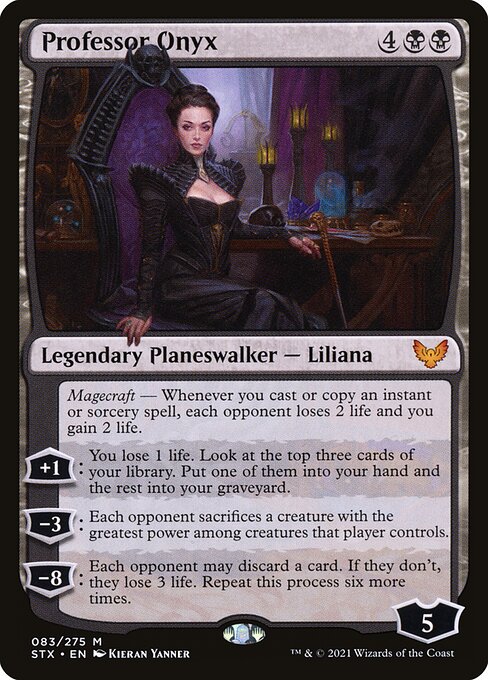 Professor Onyx 4
Legendary Planeswalker — Liliana
Magecraft — Whenever you cast or copy an instant
or sorcery spell, each opponent loses 2 life and you
gain 2 life.
+1: You lose 1 life. Look at the top three cards of
your library. Put one of them into your hand and
the rest into your graveyard.
−3: Each opponent sacrifices a creature with the
greatest power among creatures that player controls.
−8: Each opponent may discard a card. If they don't,
they lose 3 life. Repeat this process six more
times.
5
083/275 M
STX • EN Kieran Yanner
™ & © 2021 Wizards of the Coast